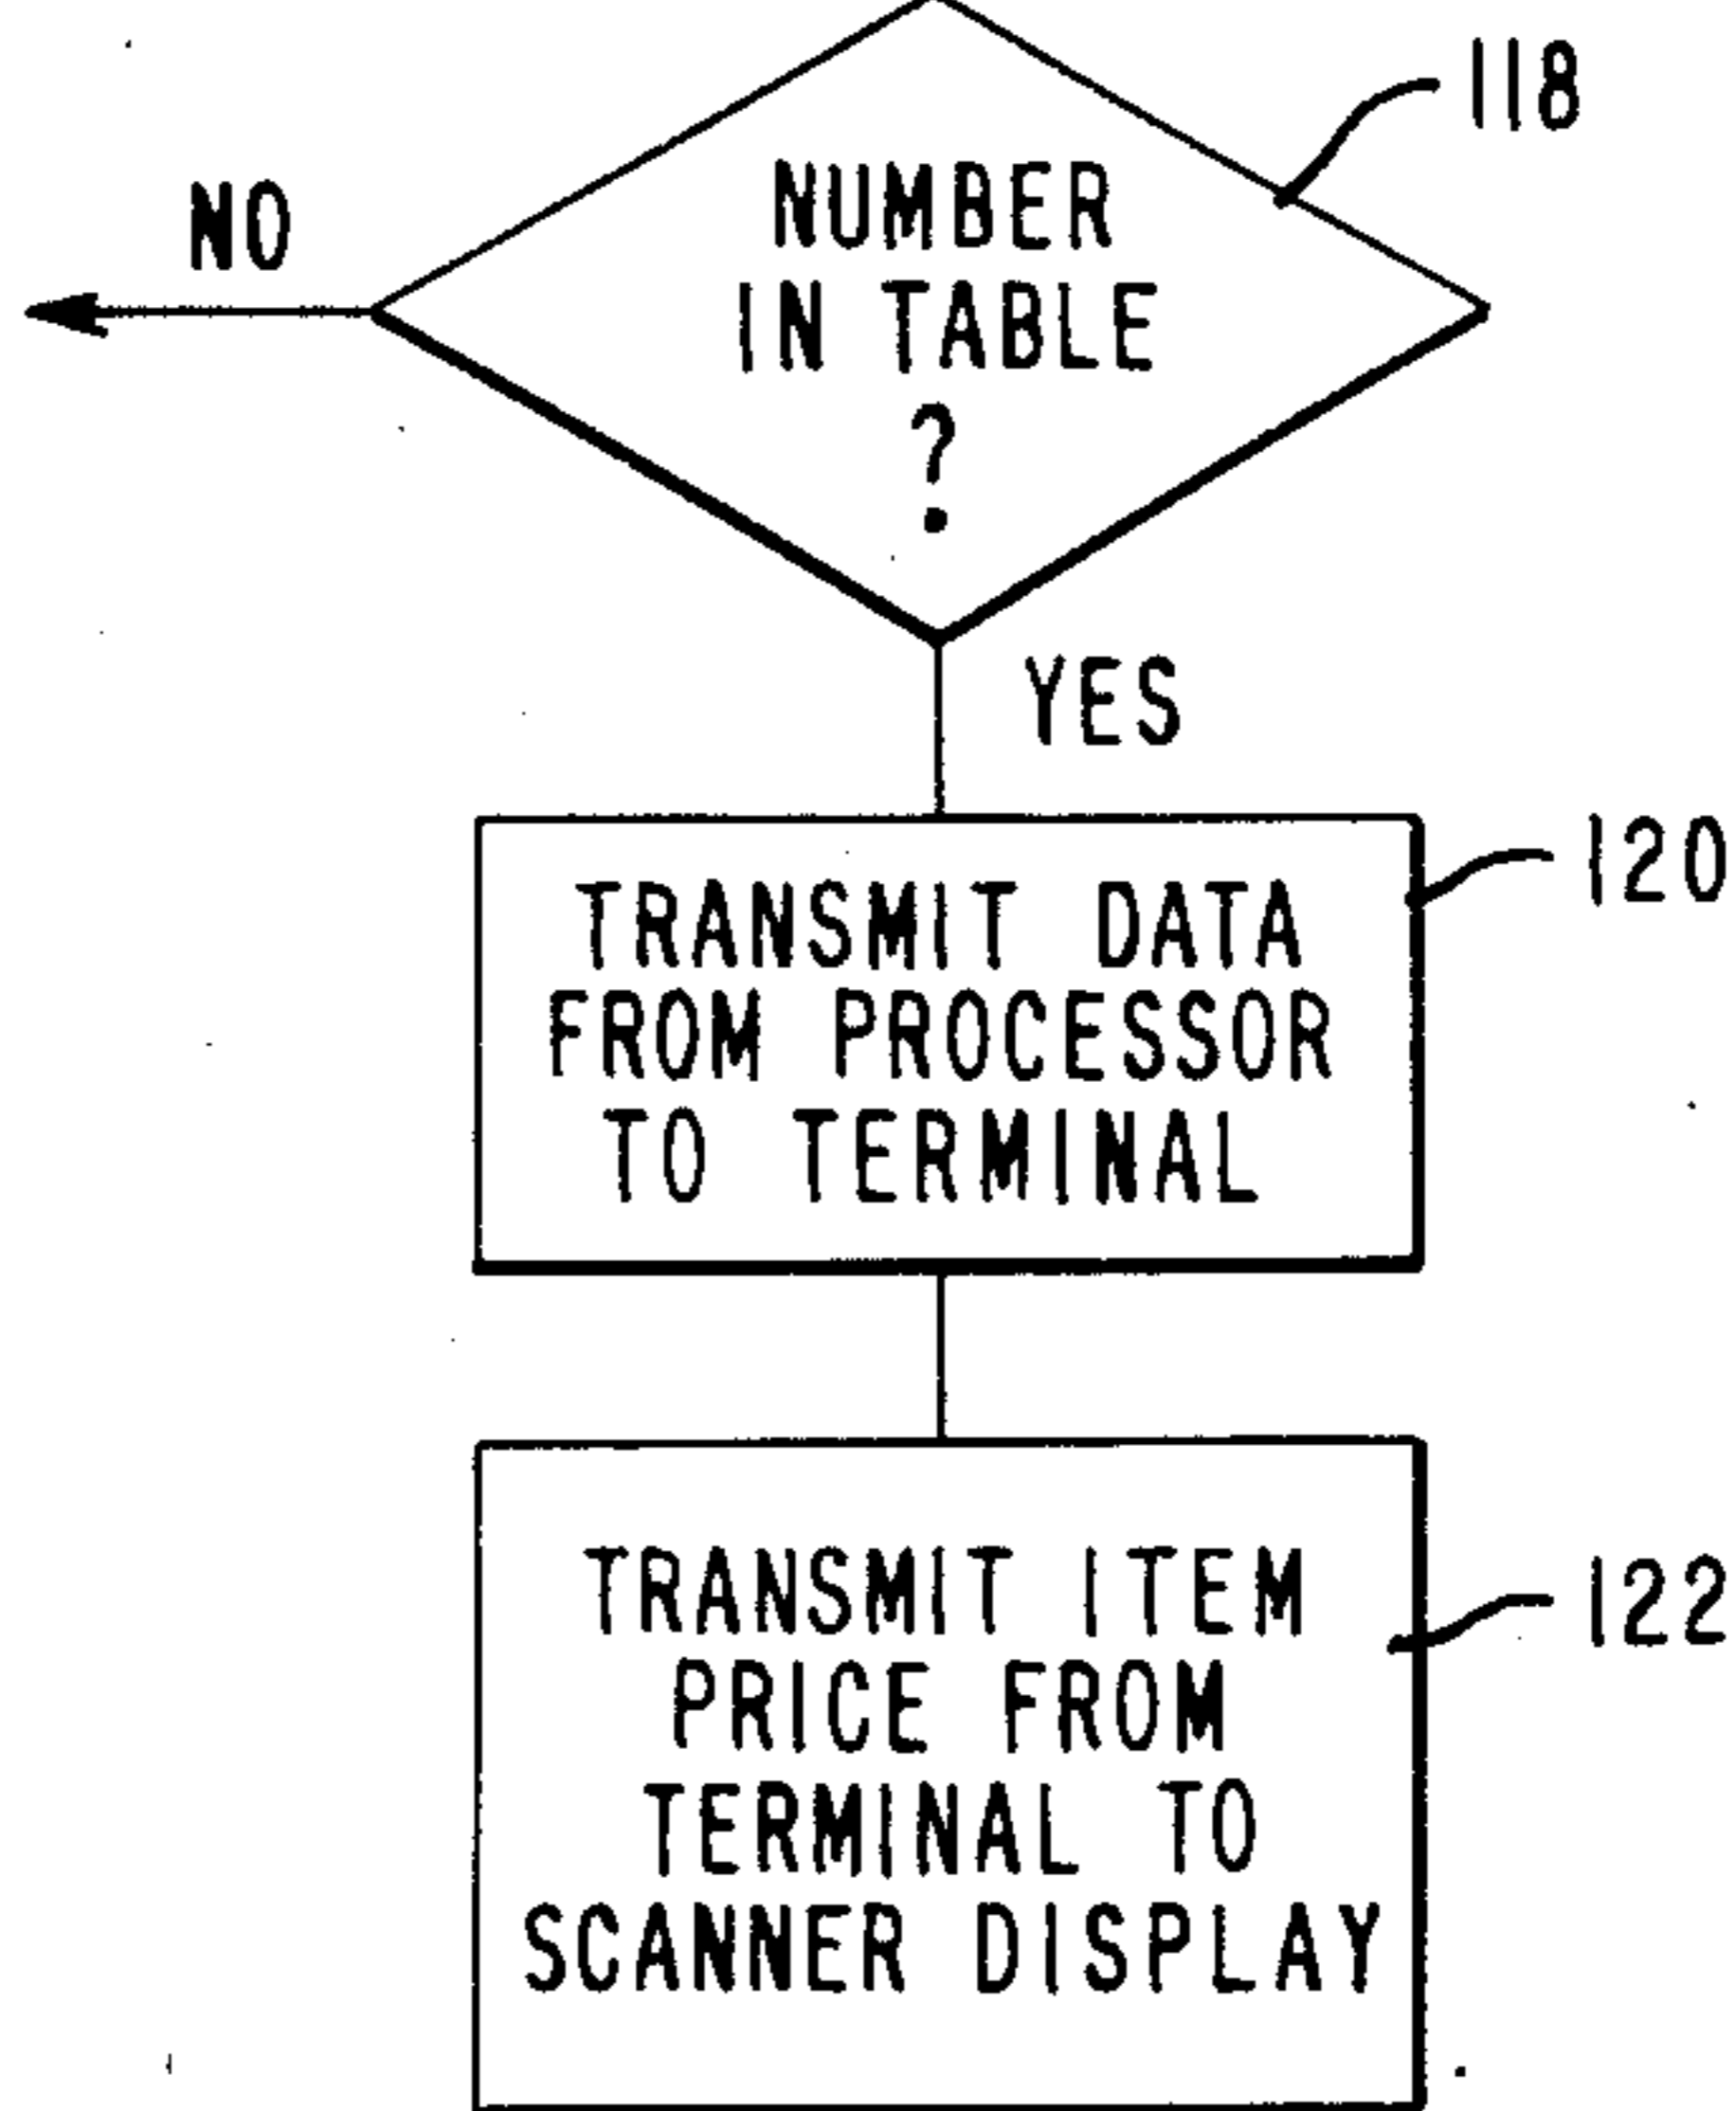 118
NO
NUMBER
IN TABLE
?
YES
120
TRANSMIT DATA
FROM PROCESSOR
TO TERMINAL
TRANSMIT ITEM
122
PRICE FROM
TERMINAL TO
SCANNER DISPLAY